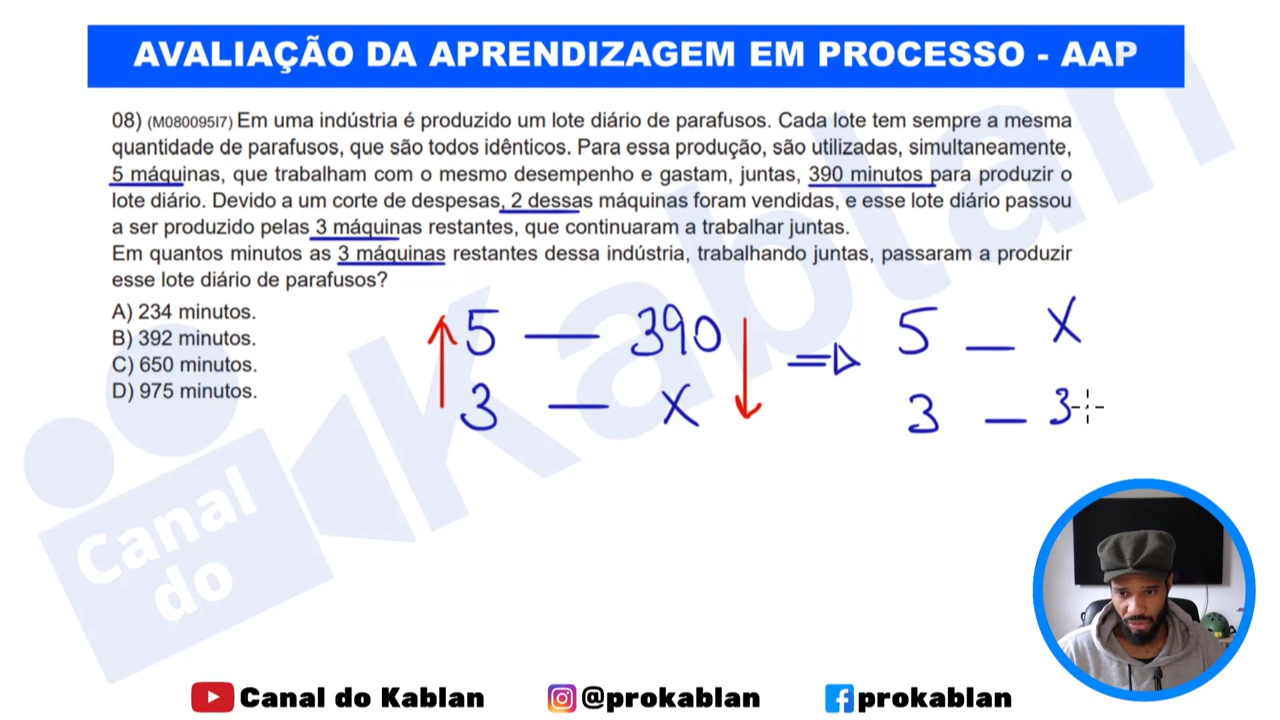 AVALIAÇÃO DA APRENDIZAGEM EM PROCESSO - AAP
08) (M080095I7) Em uma indústria é produzido um lote diário de parafusos. Cada lote tem sempre a mesma
quantidade de parafusos, que são todos idênticos. Para essa produção, são utilizadas, simultaneamente,
5 máquinas, que trabalham com o mesmo desempenho e gastam, juntas, 390 minutos para produzir o
lote diário. Devido a um corte de despesas, 2 dessas máquinas foram vendidas, e esse lote diário passou
a ser produzido pelas 3 máquinas restantes, que continuaram a trabalhar juntas.
Em quantos minutos as 3 máquinas restantes dessa indústria, trabalhando juntas, passaram a produzir
esse lote diário de parafusos?
A) 234 minutos.
B) 392 minutos.
C) 650 minutos.
D) 975 minutos.
5 — 390 ⇒ 5 — X
3 — X 3 — 3
Canal do Kablan
Canal do Kablan @prokablan prokablan